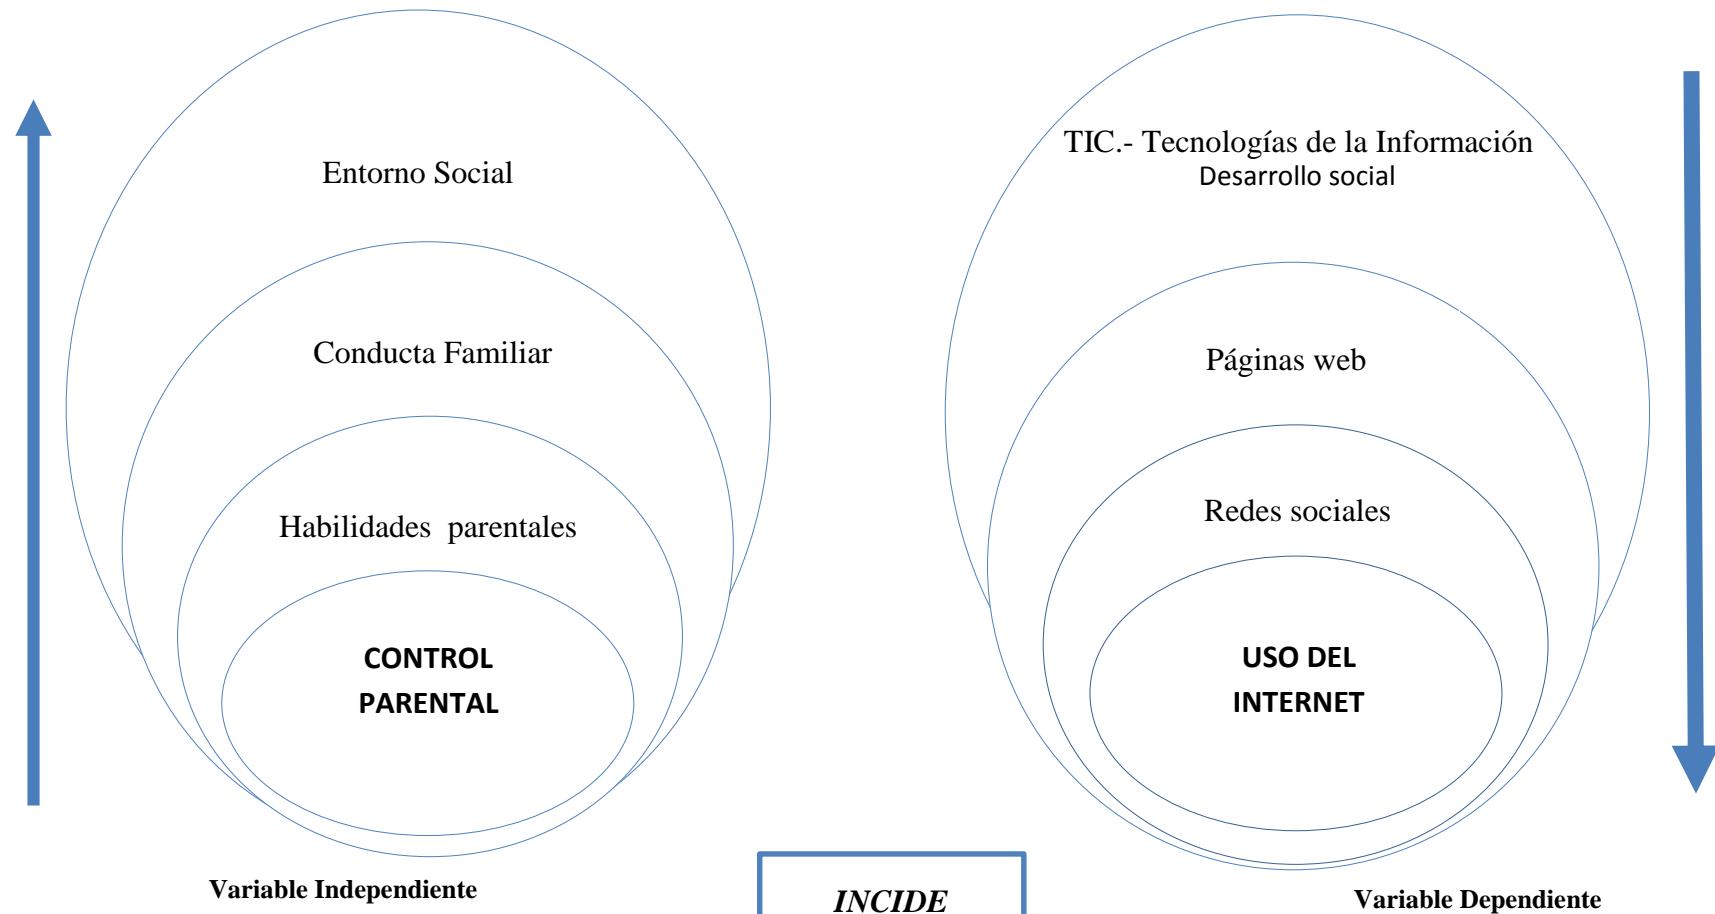 Entorno Social
Conducta Familiar
Habilidades parentales
CONTROL
PARENTAL
Variable Independiente
TIC.- Tecnologías de la Información
Desarrollo social
Páginas web
Redes sociales
USO DEL
INTERNET
Variable Dependiente
INCIDE